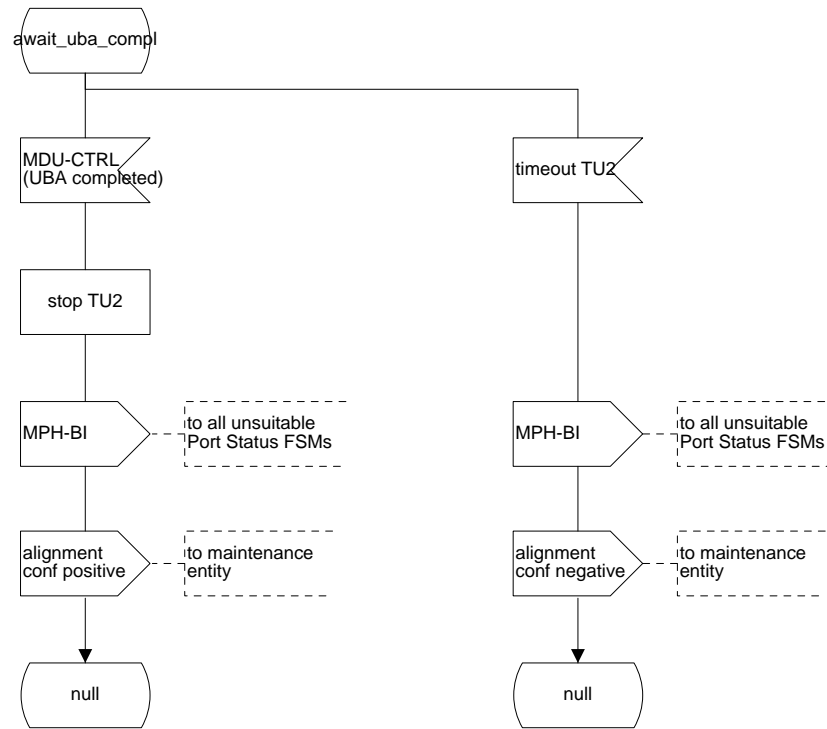 await_uba_compl
MDU-CTRL
(UBA completed)
timeout TU2
stop TU2
MPH-BI
to all unsuitable
Port Status FSMs
MPH-BI
to all unsuitable
Port Status FSMs
alignment
conf positive
to maintenance
entity
alignment
conf negative
to maintenance
entity
null
null